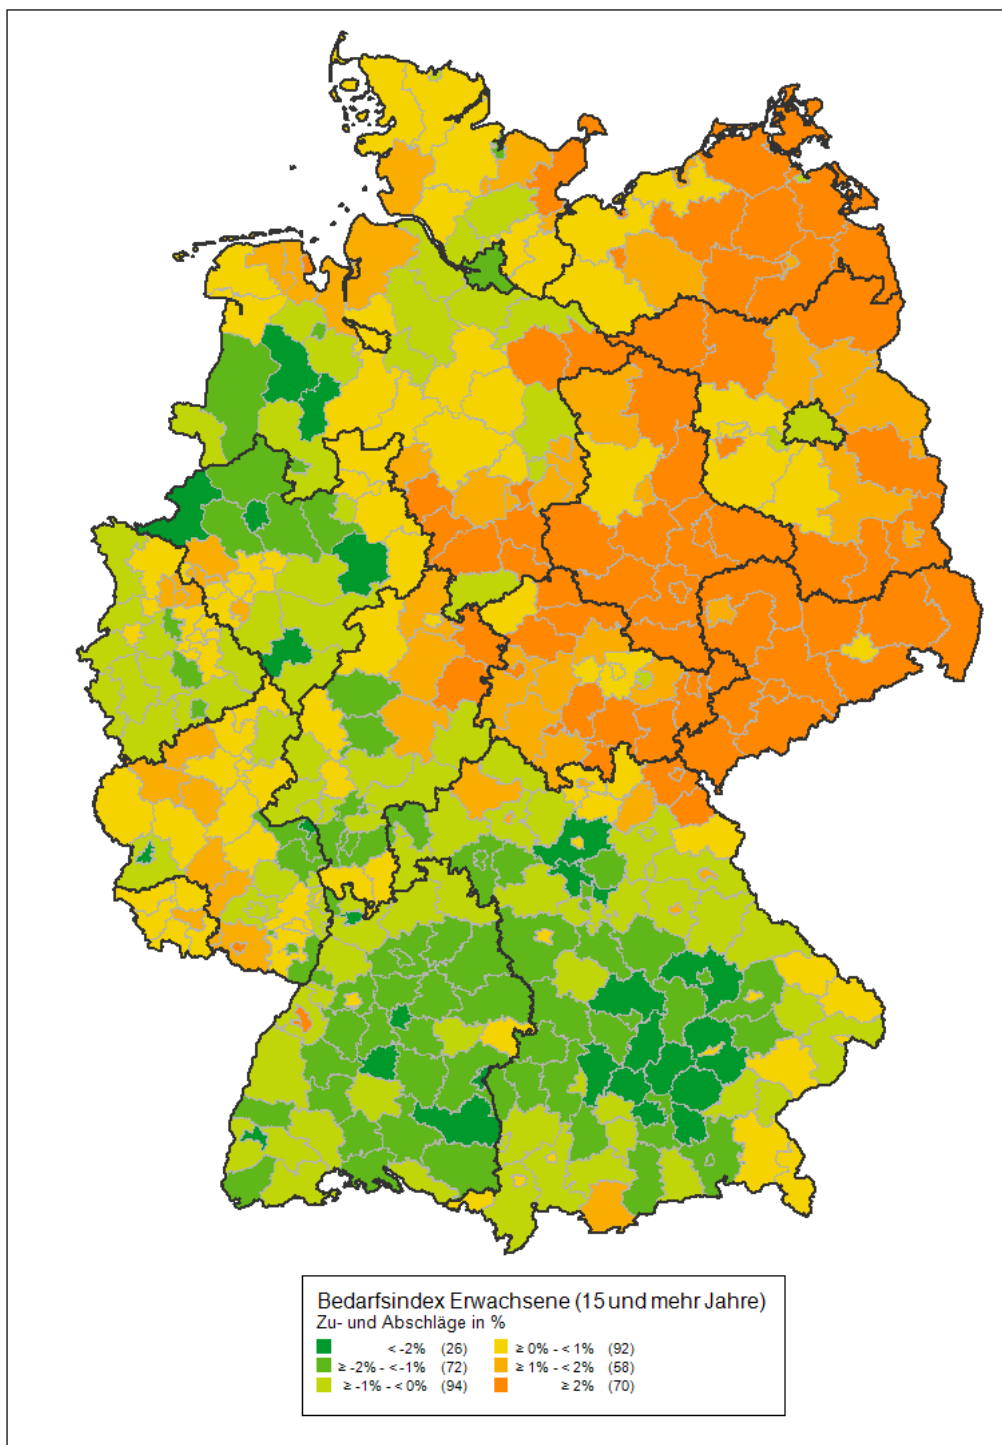 Bedarfsindex Erwachsene (15 und mehr Jahre)
Zu- und Abschläge in %
< -2% (26)
≥ -2% - < -1% (72)
≥ -1% - < 0% (94)
≥ 0% - < 1% (92)
≥ 1% - < 2% (58)
≥ 2% (70)